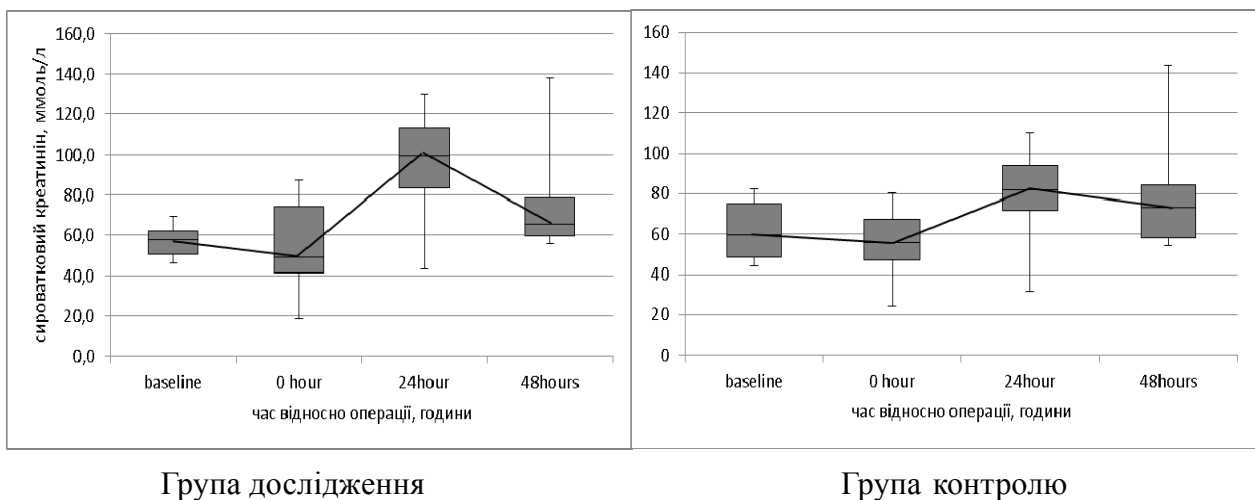 160,0
140,0
120,0
100,0
80,0
60,0
40,0
20,0
0,0
сироватковий креатинін, ммоль/л
baseline
0 hour
24hour
48hours
час відносно операції, години
160
140
120
100
80
60
40
20
0
baseline
0 hour
24hour
48hours
час відносно операції, години
Група дослідження
Група контролю